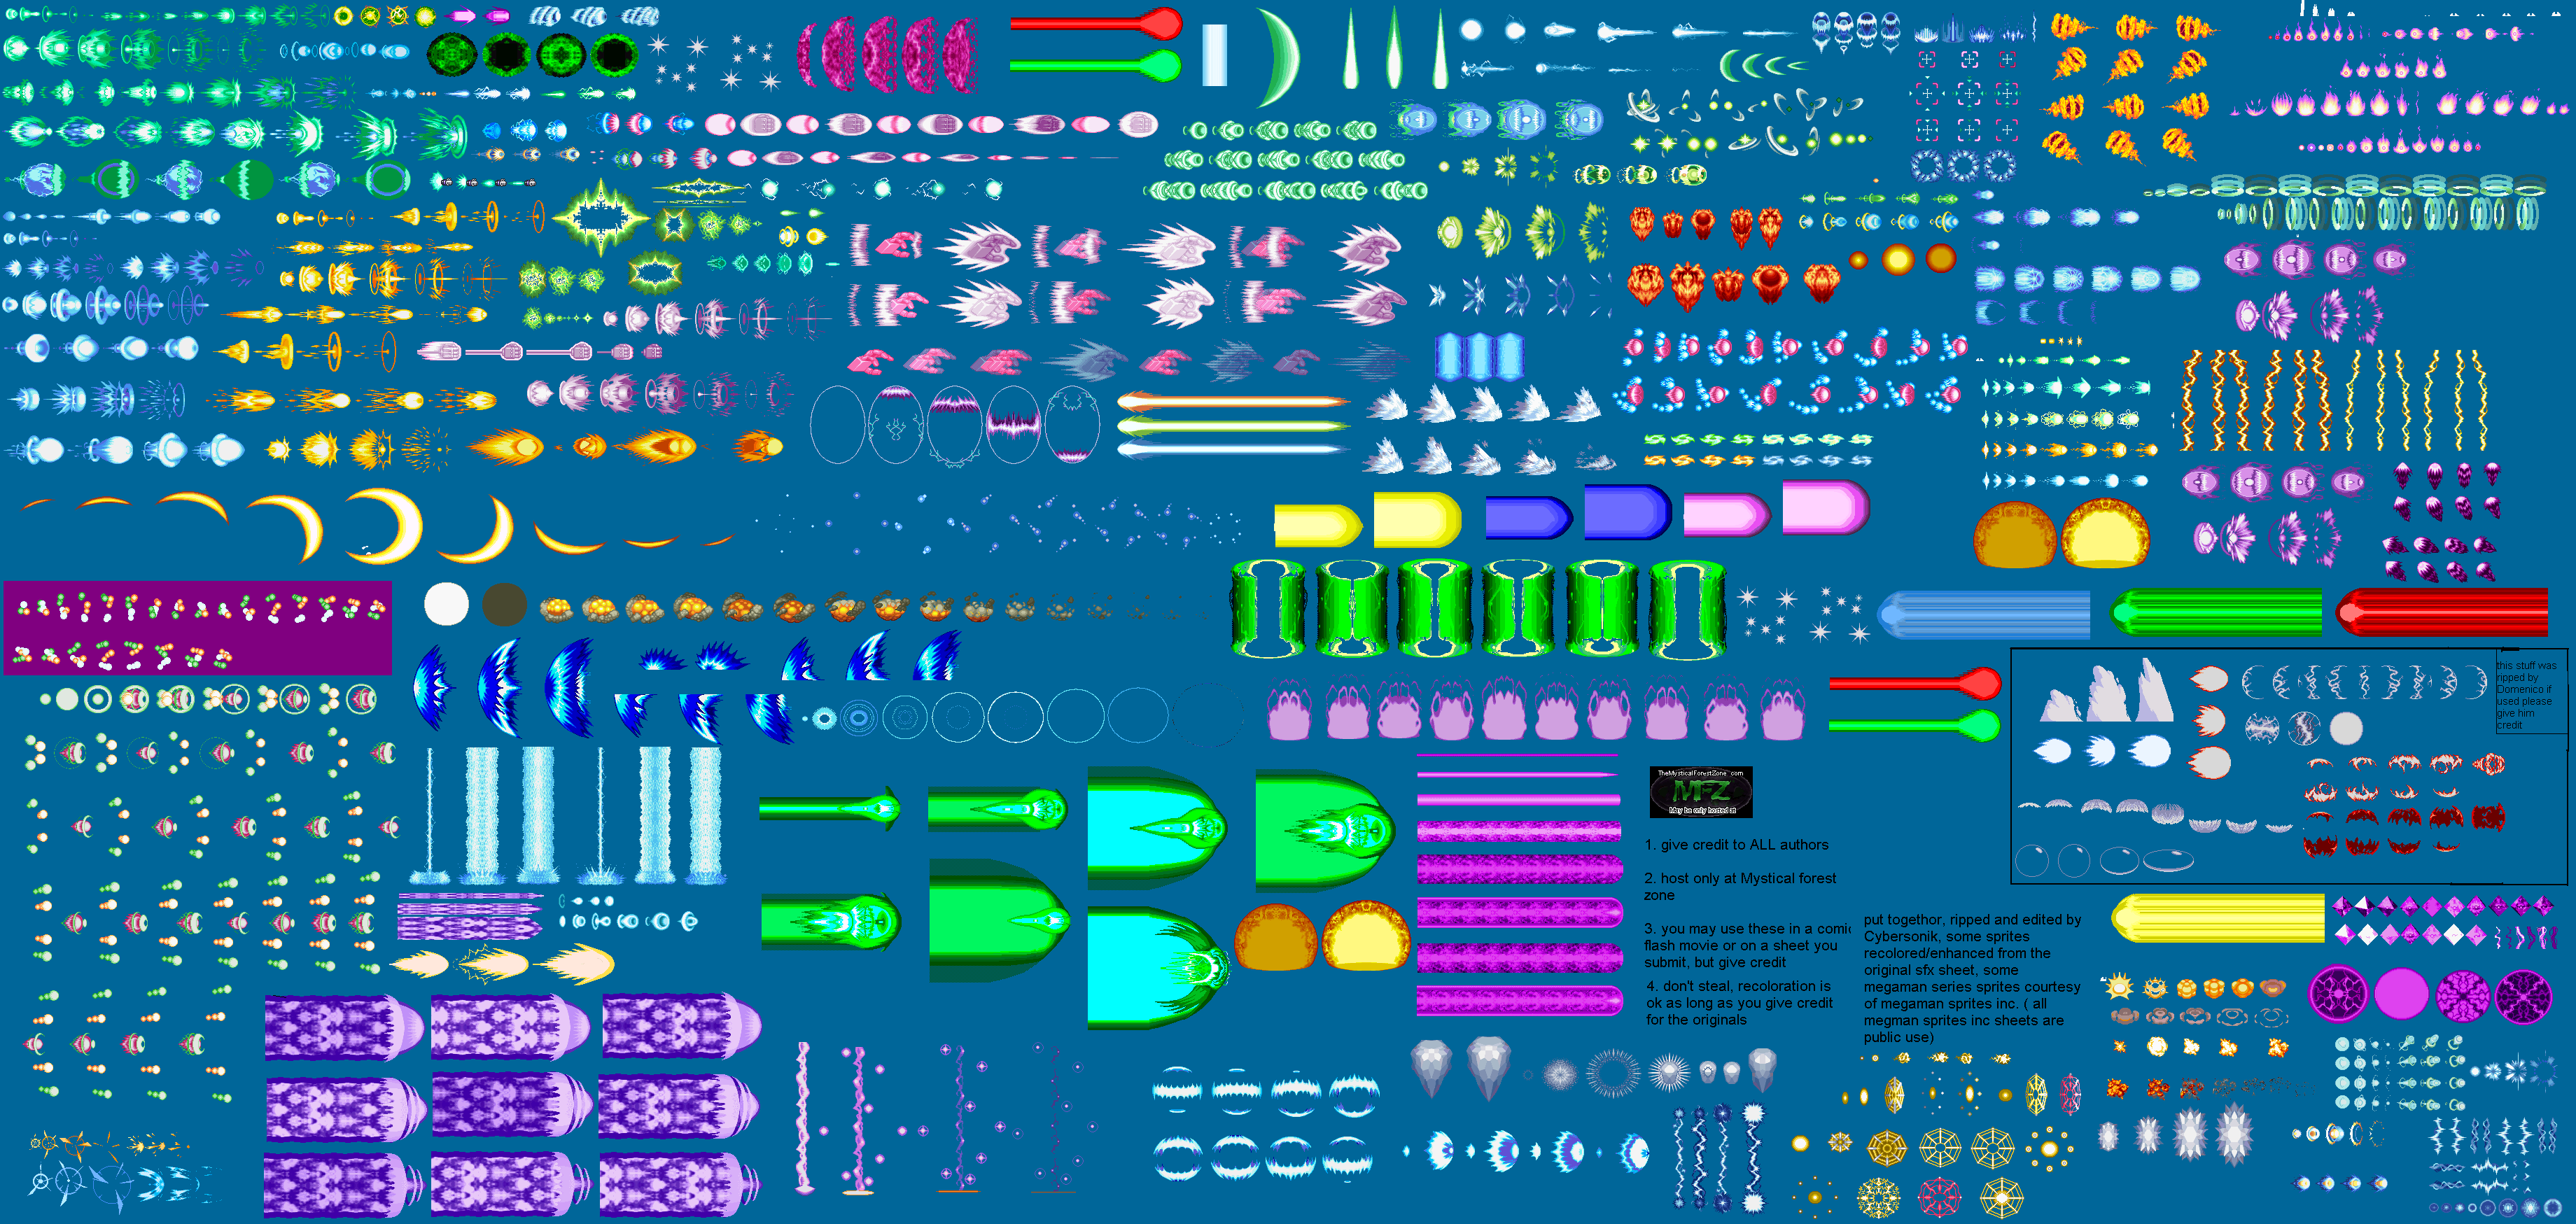 this stuff was
ripped by
Domenico if
used please
give him
credit
TheMysticalForestZone com
MFZ
May be only hosted at
1. give credit to ALL authors
2. host only at Mystical forest
zone
3. you may use these in a comic
flash movie or on a sheet you
submit, but give credit
4. don't steal, recoloration is
ok as long as you give credit
for the originals
put togethor, ripped and edited by
Cybersonik, some sprites
recolored/enhanced from the
original sfx sheet, some
megaman series sprites courtesy
of megaman sprites inc. ( all
megman sprites inc sheets are
public use)